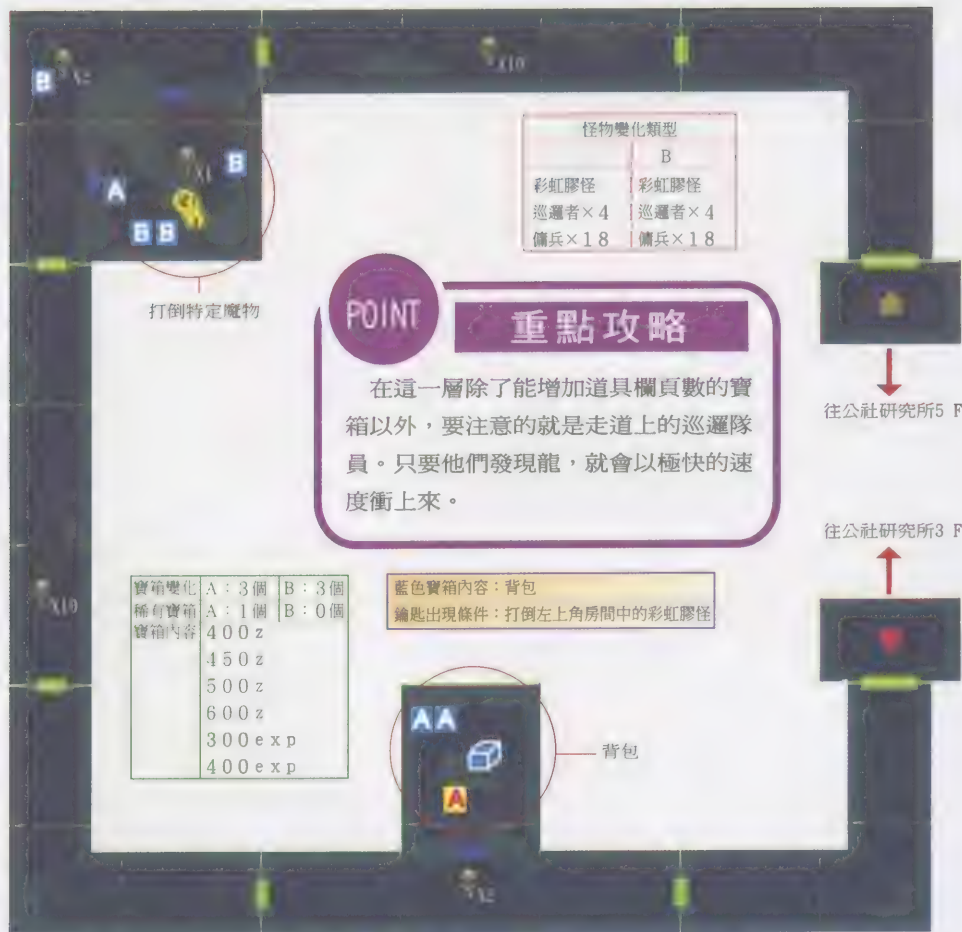 B
X10
怪物變化類型
B
彩虹膠怪 彩虹膠怪
巡邏者×4 巡邏者×4
傭兵×18 傭兵×18
A
X1
B
B B
打倒特定魔物
POINT
重點攻略
在這一層除了能增加道具欄頁數的寶
箱以外，要注意的就是走道上的巡邏隊
員。只要他們發現龍，就會以極快的速
度衝上來。
往公社研究所5 F
往公社研究所3 F
X10
寶箱變化 A：3個 B：3個
稀有寶箱 A：1個 B：0個
寶箱內容 400z
450z
500z
600z
300exp
400exp
藍色寶箱內容：背包
鑰匙出現條件：打倒左上角房間中的彩虹膠怪
A A
A
背包